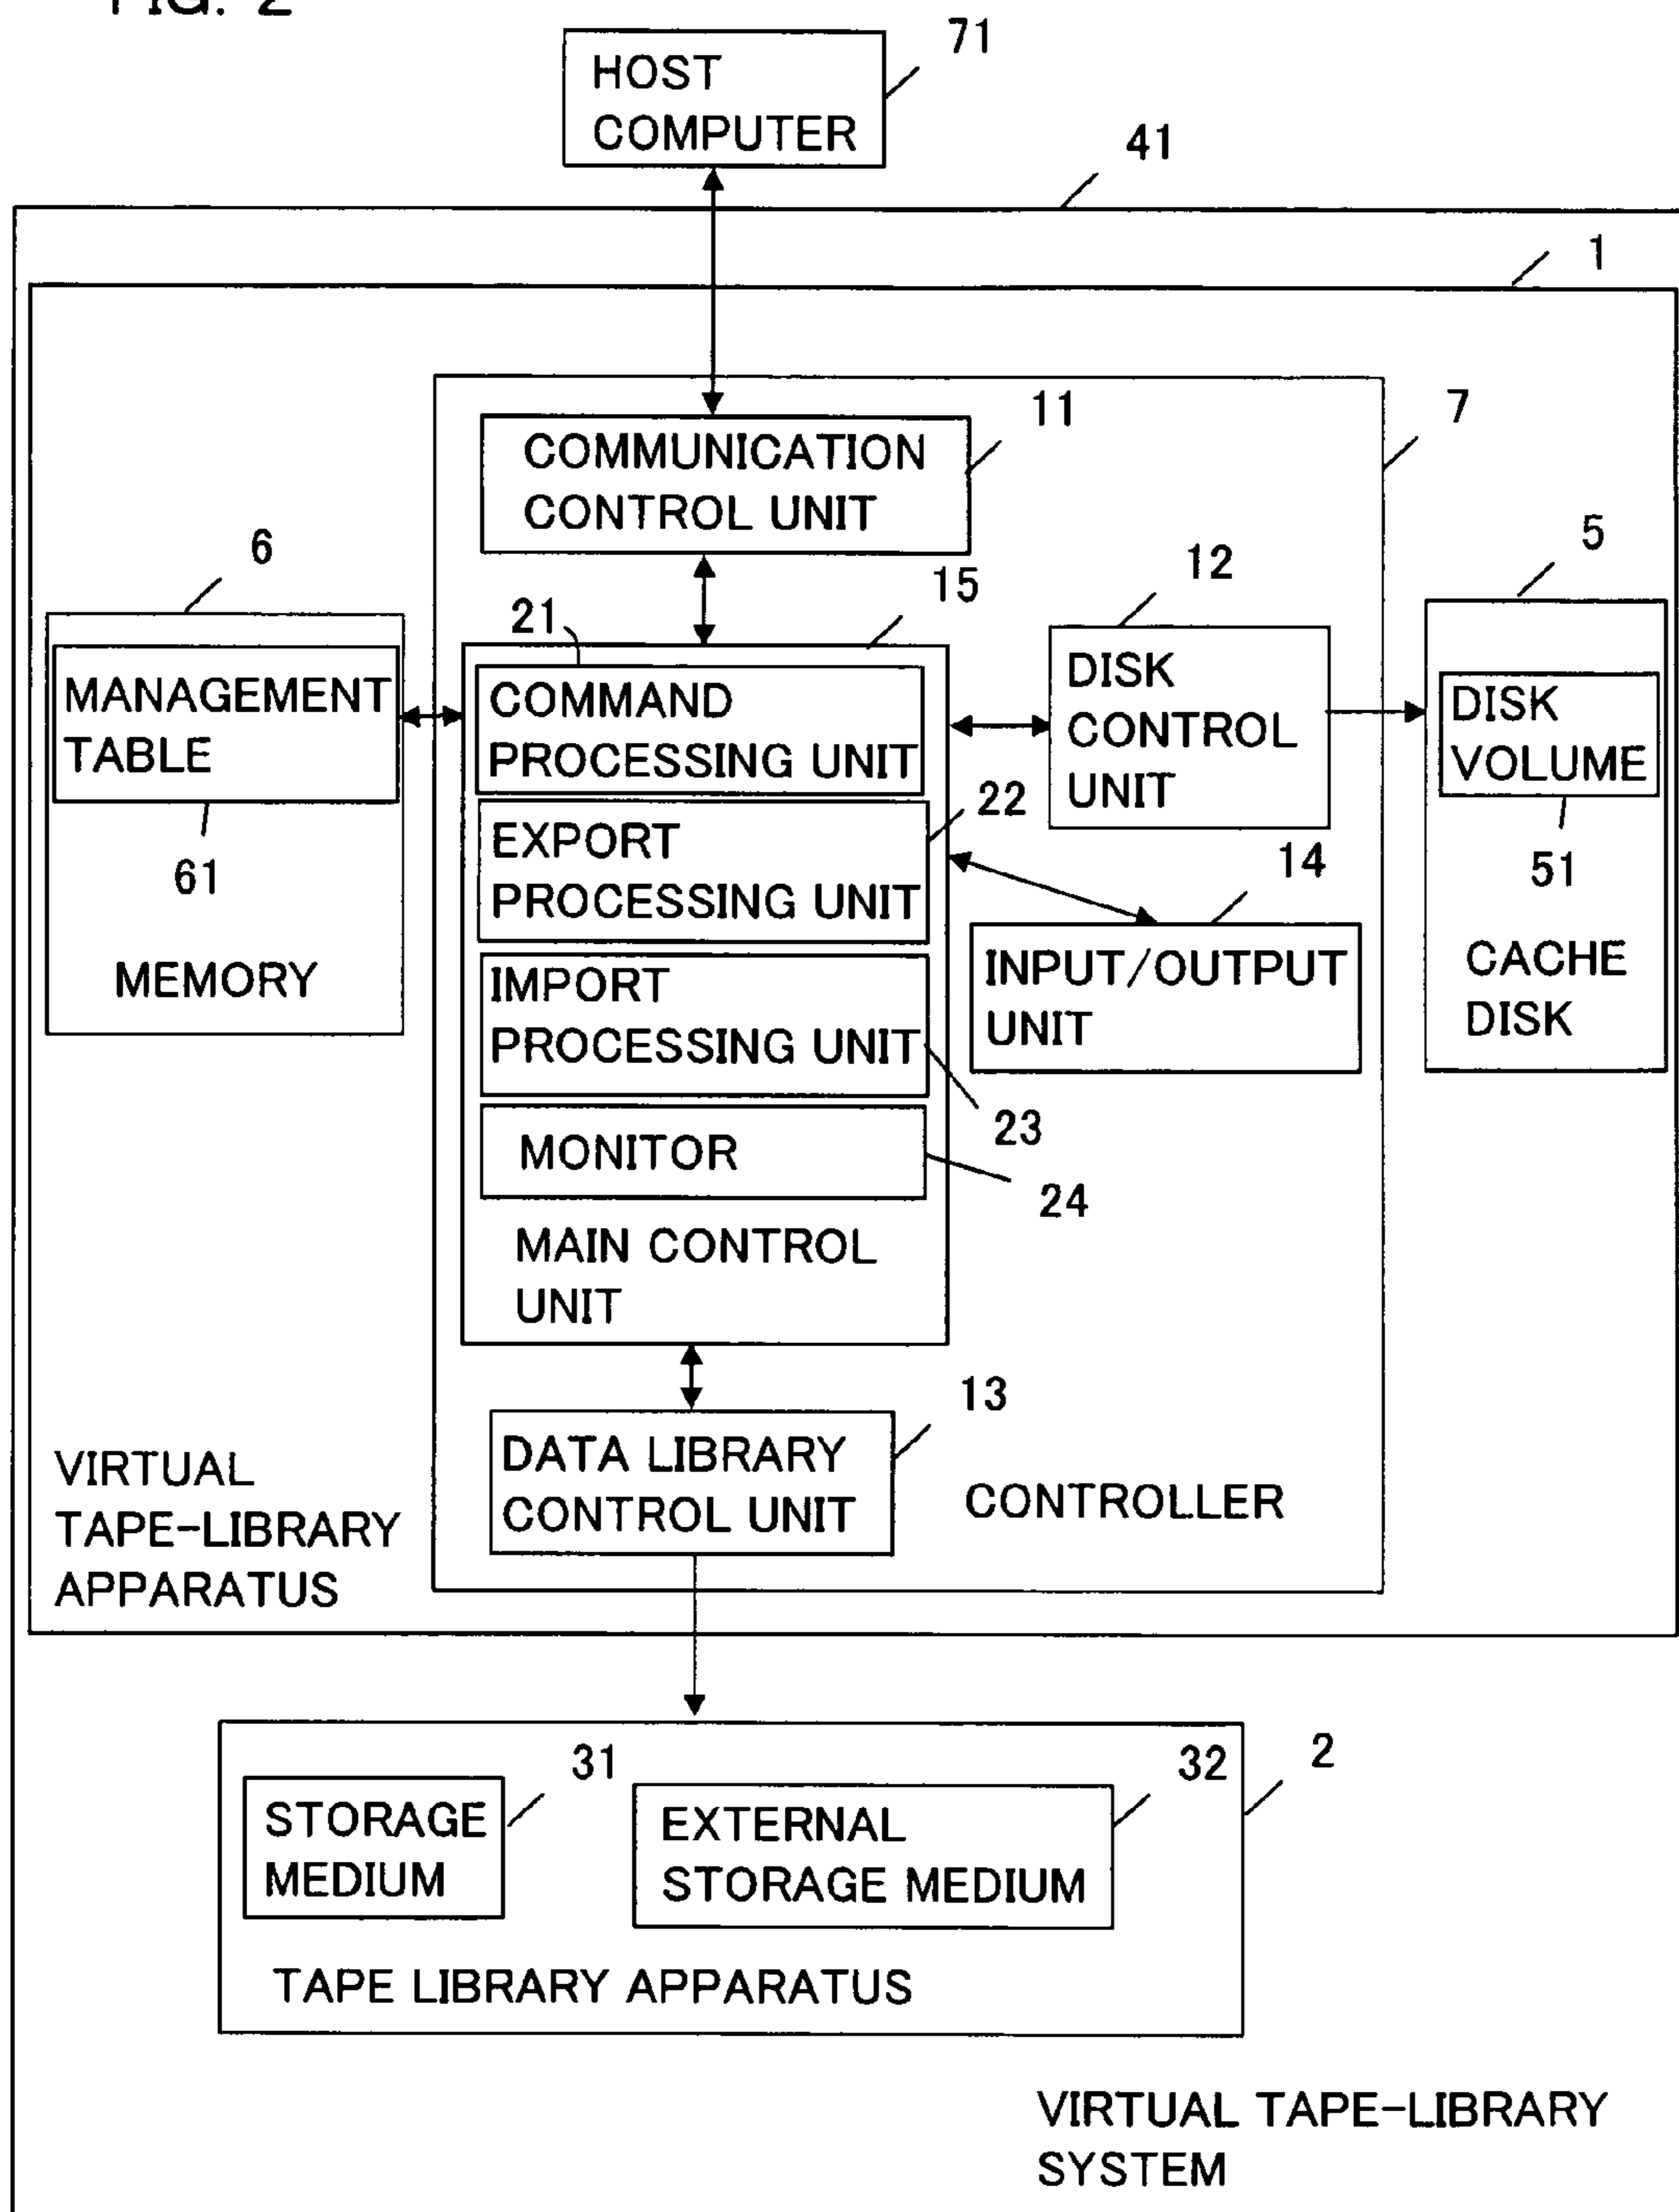 FIG. 2
71
HOST
COMPUTER
41
1
11
7
COMMUNICATION
CONTROL UNIT
6
5
15
12
21
MANAGEMENT
TABLE
COMMAND
PROCESSING UNIT
DISK
CONTROL
UNIT
DISK
VOLUME
22
61
EXPORT
PROCESSING UNIT
14
51
MEMORY
IMPORT
PROCESSING UNIT
INPUT/OUTPUT
UNIT
CACHE
DISK
23
MONITOR
24
MAIN CONTROL
UNIT
13
DATA LIBRARY
CONTROL UNIT
CONTROLLER
VIRTUAL
TAPE-LIBRARY
APPARATUS
31
32
2
STORAGE
MEDIUM
EXTERNAL
STORAGE MEDIUM
TAPE LIBRARY APPARATUS
VIRTUAL TAPE-LIBRARY
SYSTEM